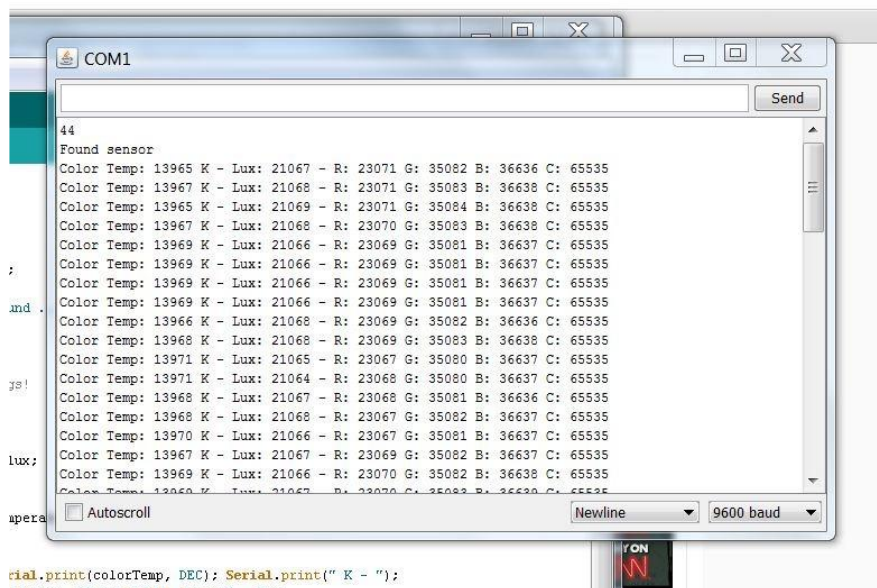 COM1
Send
44
Found sensor
Color Temp: 13965 K - Lux: 21067 - R: 23071 G: 35082 B: 36636 C: 65535
Color Temp: 13967 K - Lux: 21068 - R: 23071 G: 35083 B: 36638 C: 65535
Color Temp: 13965 K - Lux: 21069 - R: 23071 G: 35084 B: 36638 C: 65535
Color Temp: 13967 K - Lux: 21068 - R: 23070 G: 35083 B: 36638 C: 65535
Color Temp: 13969 K - Lux: 21066 - R: 23069 G: 35081 B: 36637 C: 65535
Color Temp: 13969 K - Lux: 21066 - R: 23069 G: 35081 B: 36637 C: 65535
Color Temp: 13969 K - Lux: 21066 - R: 23069 G: 35081 B: 36637 C: 65535
Color Temp: 13969 K - Lux: 21066 - R: 23069 G: 35081 B: 36637 C: 65535
Color Temp: 13966 K - Lux: 21068 - R: 23069 G: 35082 B: 36636 C: 65535
Color Temp: 13968 K - Lux: 21068 - R: 23069 G: 35083 B: 36638 C: 65535
Color Temp: 13971 K - Lux: 21065 - R: 23067 G: 35080 B: 36637 C: 65535
Color Temp: 13971 K - Lux: 21064 - R: 23068 G: 35080 B: 36637 C: 65535
Color Temp: 13968 K - Lux: 21067 - R: 23068 G: 35081 B: 36636 C: 65535
Color Temp: 13968 K - Lux: 21068 - R: 23067 G: 35082 B: 36637 C: 65535
Color Temp: 13970 K - Lux: 21066 - R: 23067 G: 35081 B: 36637 C: 65535
Color Temp: 13967 K - Lux: 21067 - R: 23069 G: 35082 B: 36637 C: 65535
Color Temp: 13969 K - Lux: 21066 - R: 23070 G: 35082 B: 36638 C: 65535
Autoscroll
Newline
9600 baud
;
und .
gs!
lux;
mpera
rial.print(colorTemp, DEC); Serial.print(" K - ");
Y ON